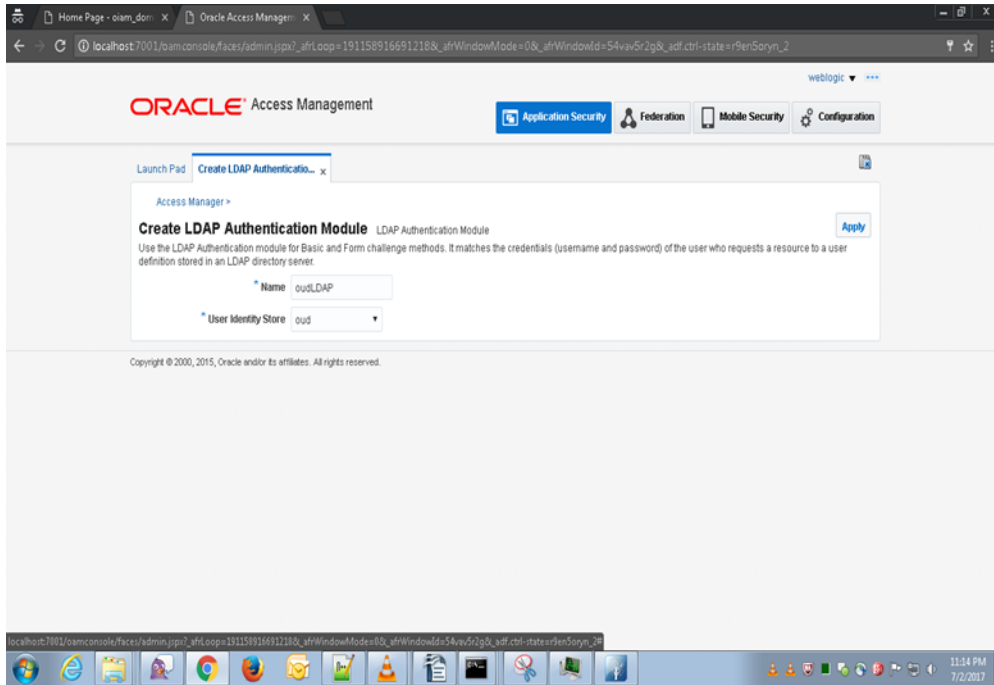 Home Page - oiam_dom x
Oracle Access Managem x
localhost:7001/oamconsole/faces/admin.jspx?_afrLoop=19115891669121８&_afrWindowMode=0&_afrWindowId=54vav5r2g&_adf.ctrl-state=r9en5oryn_2
weblogic
ORACLE Access Management
Application Security
Federation
Mobile Security
Configuration
Launch Pad
Create LDAP Authenticatio... x
Access Manager >
Create LDAP Authentication Module LDAP Authentication Module
Apply
Use the LDAP Authentication module for Basic and Form challenge methods. It matches the credentials (username and password) of the user who requests a resource to a user
definition stored in an LDAP directory server.
* Name oudLDAP
* User Identity Store oud
Copyright © 2000, 2015, Oracle and/or its affiliates. All rights reserved.
localhost:7001/oamconsole/faces/admin.jspx?_afrLoop=191158916691218&_afrWindowMode=0&_afrWindowId=54vav5r2g&_adf.ctrl-state=r9en5oryn_2#
11:14 PM
7/2/2017